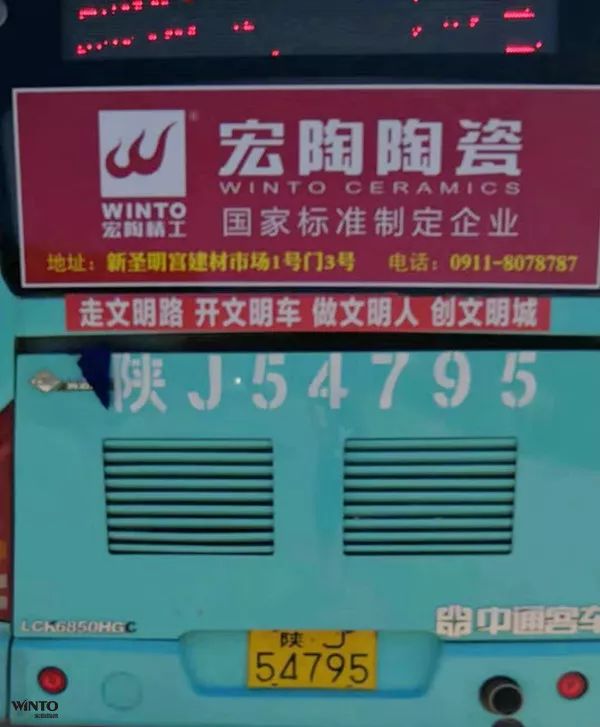 宏陶陶瓷
WINTO CERAMICS
WINTO
宏陶精工
国家标准制定企业
地址：新圣明宫建材市场1号门3号 电话：0911-8078787
走文明路 开文明车 做文明人 创文明城
陕J·54795
LCK6850HGC
中通客车
陕·J
54795
WINTO